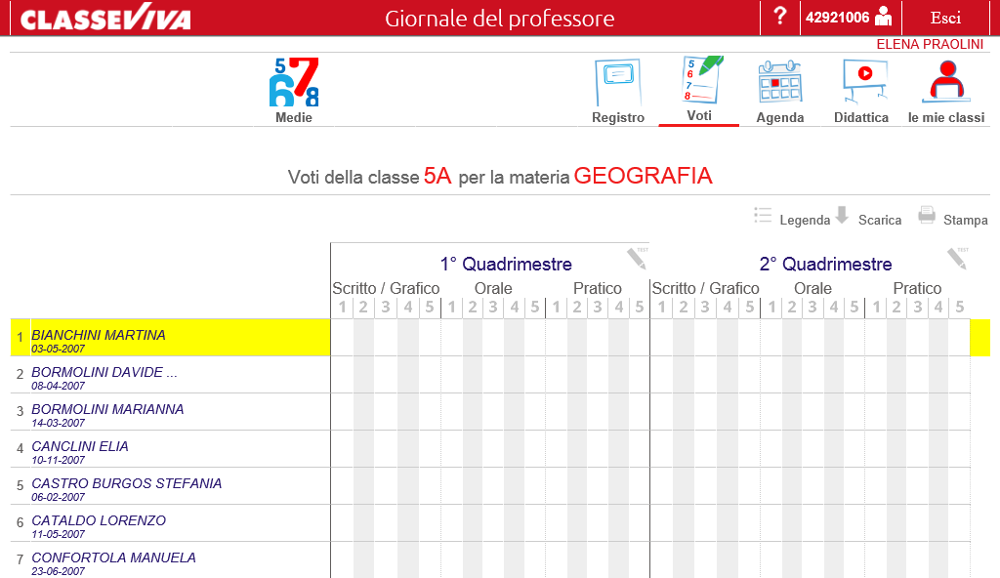 CLASSEVIVA Giornale del professore ? 42921006 Esci
ELENA PRAOLINI
5 7 6 8 5 6 7 8
Medie Registro Voti Agenda Didattica le mie classi
Voti della classe 5A per la materia GEOGRAFIA
Legenda Scarica Stampa
1° Quadrimestre TEST 2° Quadrimestre TEST
Scritto / Grafico Orale Pratico Scritto / Grafico Orale Pratico
1 2 3 4 5 1 2 3 4 5 1 2 3 4 5 1 2 3 4 5 1 2 3 4 5 1 2 3 4 5
1 BIANCHINI MARTINA
03-05-2007
2 BORMOLINI DAVIDE ...
08-04-2007
3 BORMOLINI MARIANNA
14-03-2007
4 CANCLINI ELIA
10-11-2007
5 CASTRO BURGOS STEFANIA
06-02-2007
6 CATALDO LORENZO
11-05-2007
7 CONFORTOLA MANUELA
23-06-2007